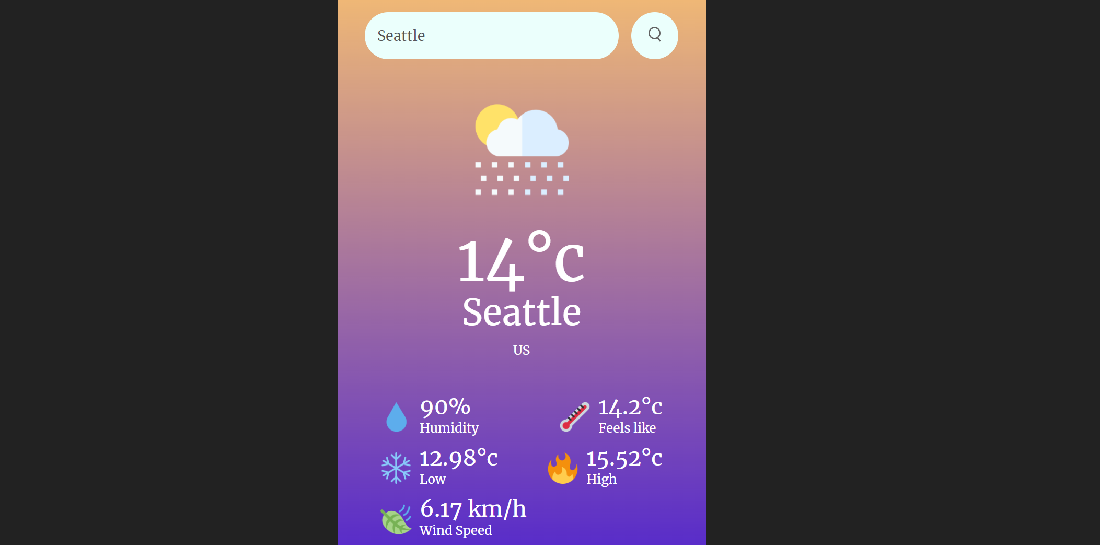 Seattle
14°c
Seattle
US
90%
Humidity
14.2°c
Feels like
12.98°c
Low
15.52°c
High
6.17 km/h
Wind Speed